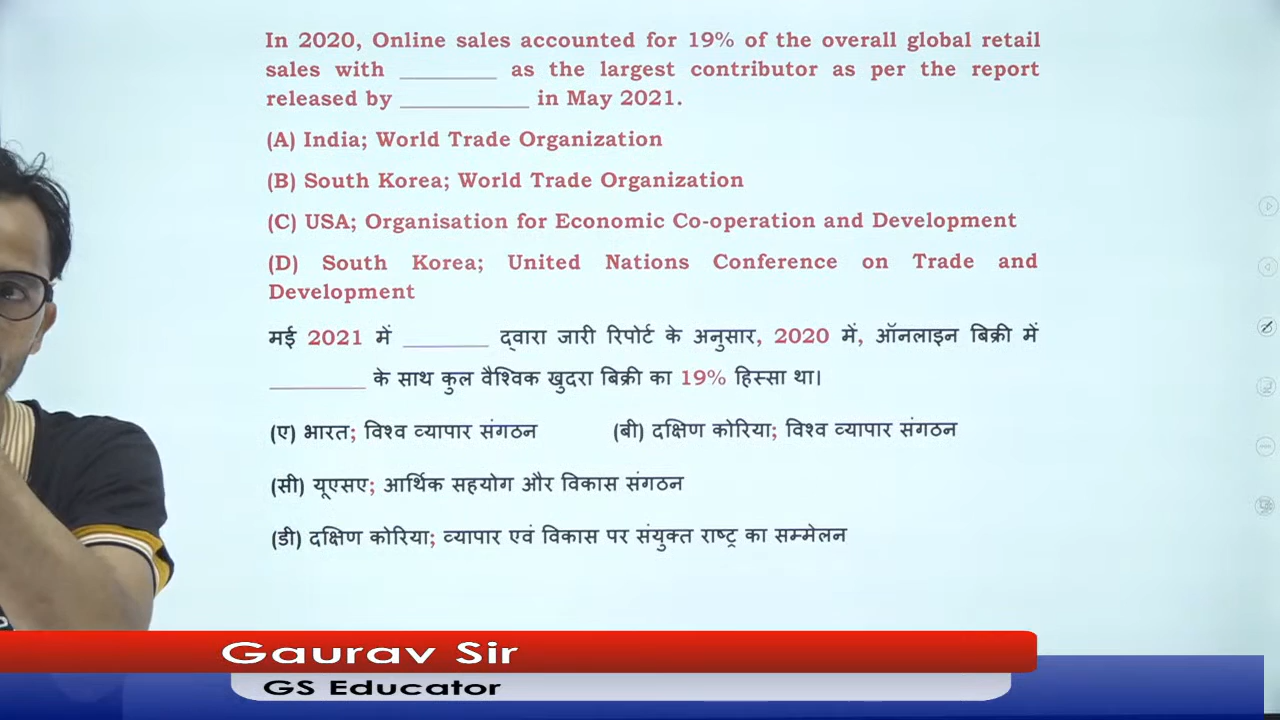 In 2020, Online sales accounted for 19% of the overall global retail
sales with ________ as the largest contributor as per the report
released by ___________ in May 2021.
(A) India; World Trade Organization
(B) South Korea; World Trade Organization
(C) USA; Organisation for Economic Co-operation and Development
(D) South Korea; United Nations Conference on Trade and
Development
मई 2021 में ________ द्वारा जारी रिपोर्ट के अनुसार, 2020 में, ऑनलाइन बिक्री में
_________ के साथ कुल वैश्विक खुदरा बिक्री का 19% हिस्सा था।
(ए) भारत; विश्व व्यापार संगठन (बी) दक्षिण कोरिया; विश्व व्यापार संगठन
(सी) यूएसए; आर्थिक सहयोग और विकास संगठन
(डी) दक्षिण कोरिया; व्यापार एवं विकास पर संयुक्त राष्ट्र का सम्मेलन
Gaurav Sir
GS Educator